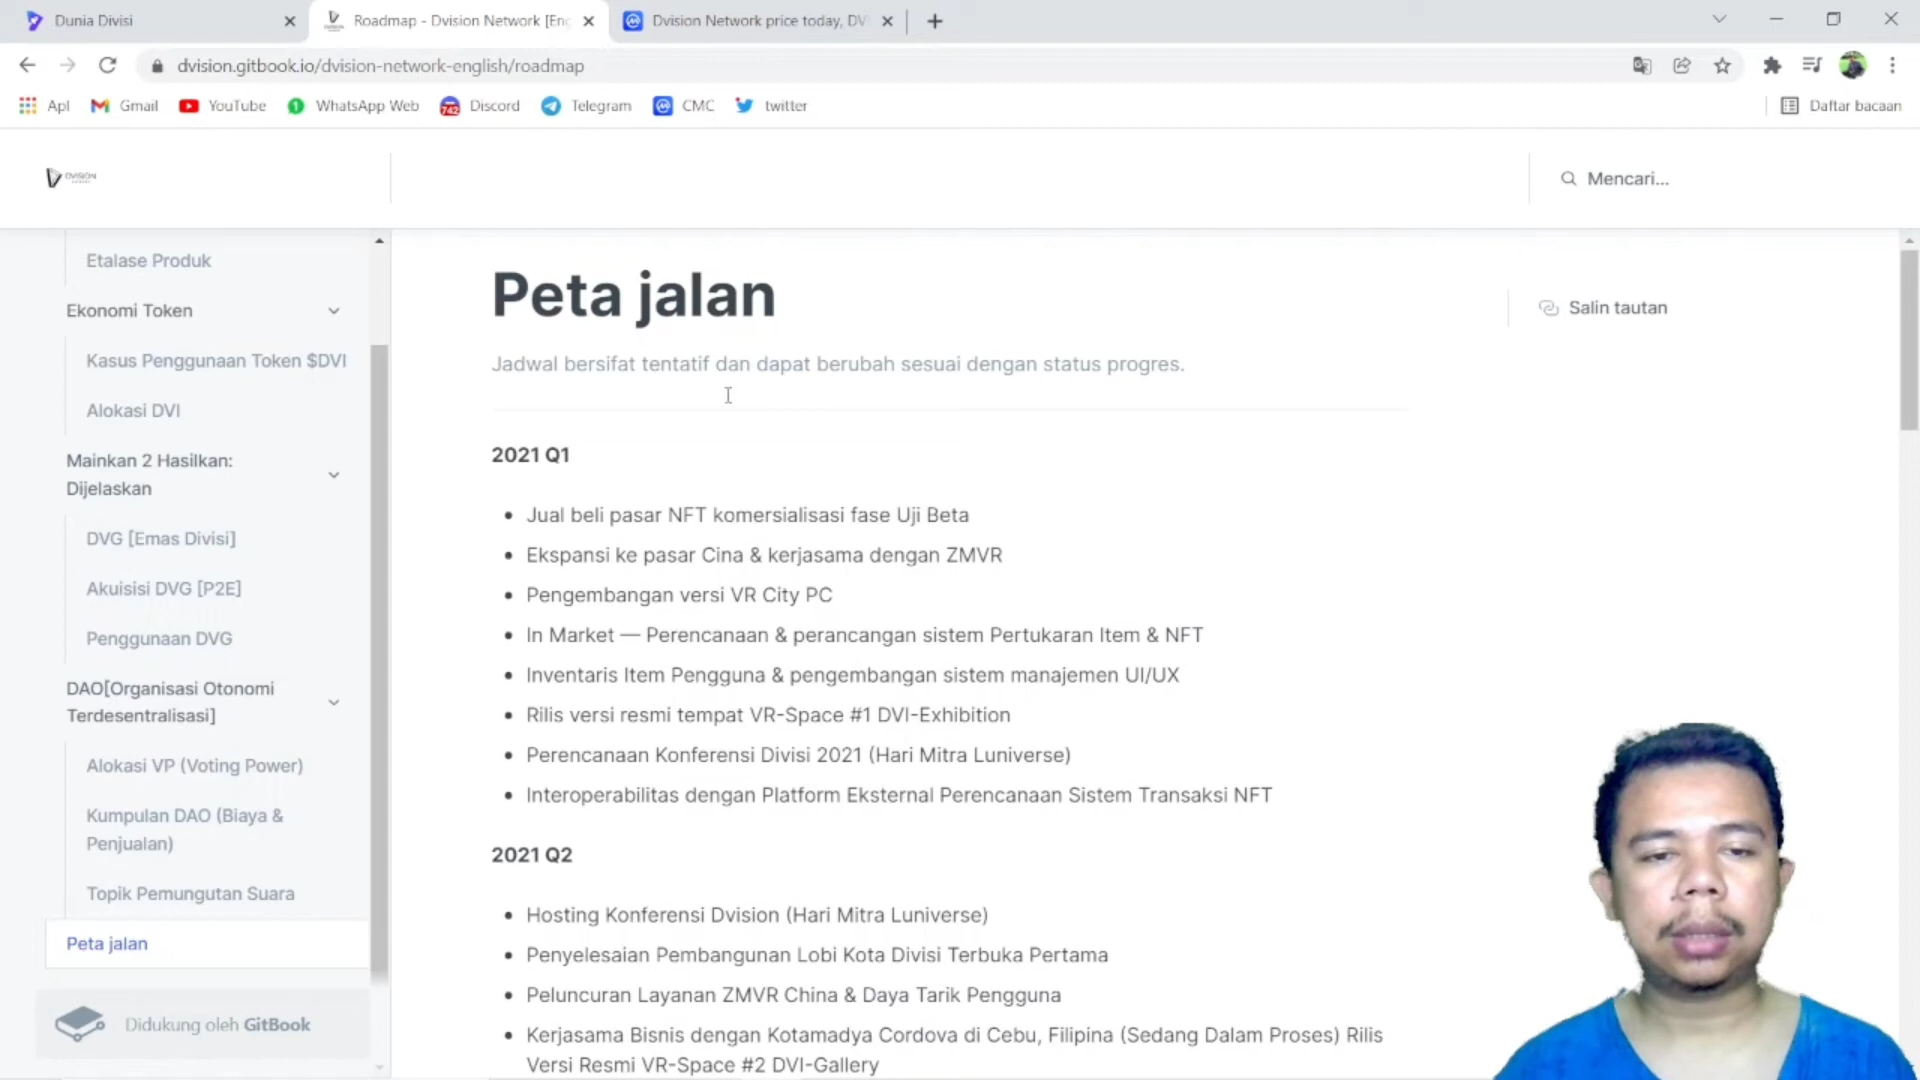 Dunia Divisi
Roadmap - Dvision Network [Eng
Dvision Network price today, DVI
dvision.gitbook.io/dvision-network-english/roadmap
Apl
Gmail
YouTube
WhatsApp Web
742
Discord
Telegram
CMC
twitter
Daftar bacaan
DVISION
Mencari...
Etalase Produk
Ekonomi Token
Kasus Penggunaan Token $DVI
Alokasi DVI
Mainkan 2 Hasilkan:
Dijelaskan
DVG [Emas Divisi]
Akuisisi DVG [P2E]
Penggunaan DVG
DAO[Organisasi Otonomi
Terdesentralisasi]
Alokasi VP (Voting Power)
Kumpulan DAO (Biaya &
Penjualan)
Topik Pemungutan Suara
Peta jalan
Didukung oleh GitBook
Peta jalan
Salin tautan
Jadwal bersifat tentatif dan dapat berubah sesuai dengan status progres.
2021 Q1
• Jual beli pasar NFT komersialisasi fase Uji Beta
• Ekspansi ke pasar Cina & kerjasama dengan ZMVR
• Pengembangan versi VR City PC
• In Market — Perencanaan & perancangan sistem Pertukaran Item & NFT
• Inventaris Item Pengguna & pengembangan sistem manajemen UI/UX
• Rilis versi resmi tempat VR-Space #1 DVI-Exhibition
• Perencanaan Konferensi Divisi 2021 (Hari Mitra Luniverse)
• Interoperabilitas dengan Platform Eksternal Perencanaan Sistem Transaksi NFT
2021 Q2
• Hosting Konferensi Dvision (Hari Mitra Luniverse)
• Penyelesaian Pembangunan Lobi Kota Divisi Terbuka Pertama
• Peluncuran Layanan ZMVR China & Daya Tarik Pengguna
• Kerjasama Bisnis dengan Kotamadya Cordova di Cebu, Filipina (Sedang Dalam Proses) Rilis
Versi Resmi VR-Space #2 DVI-Gallery